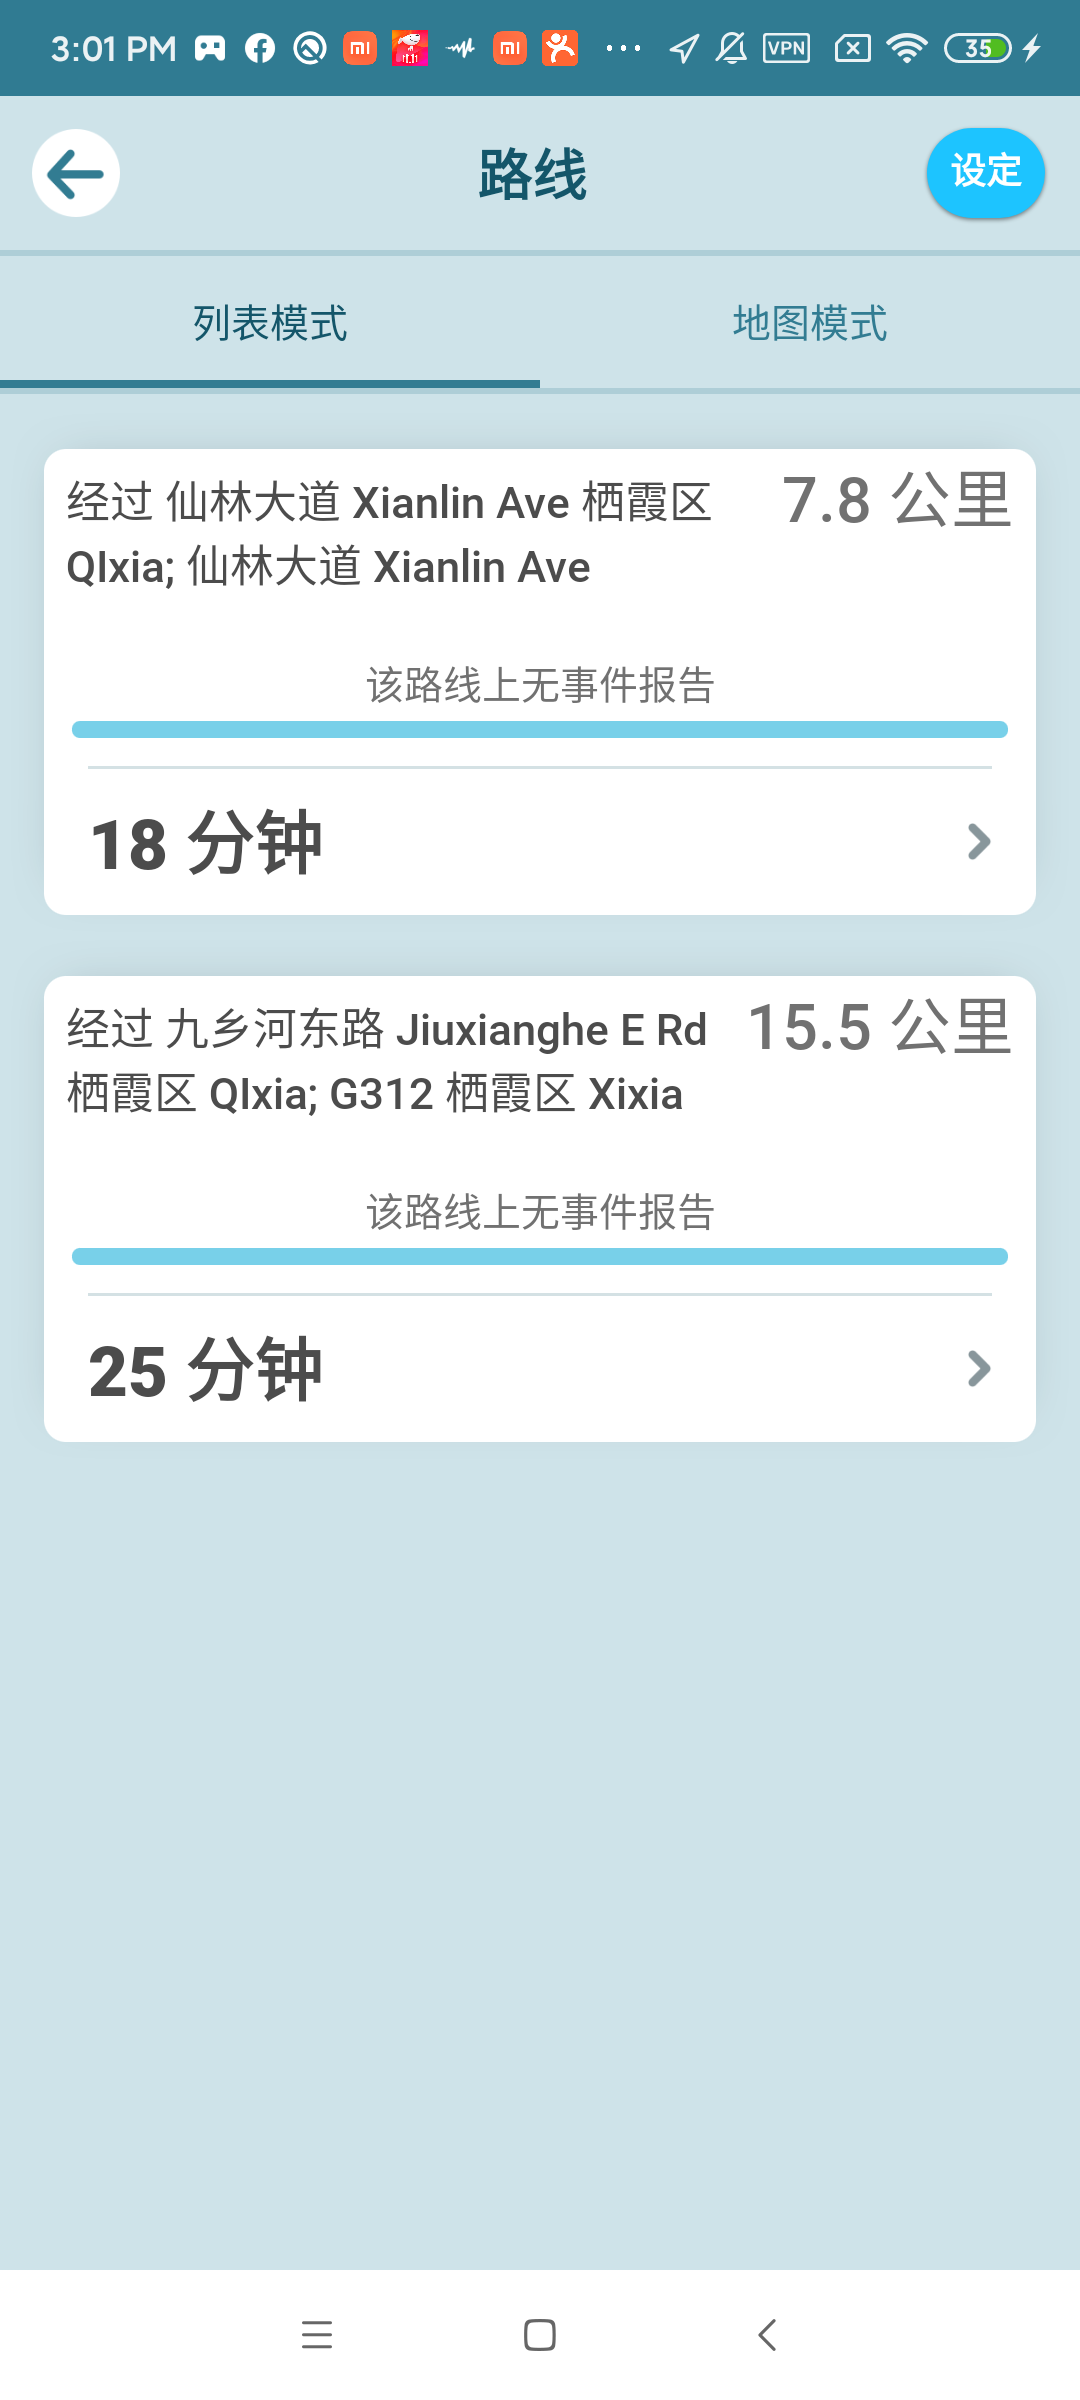 3:01 PM
VPN
35
路线
设定
列表模式
地图模式
经过 仙林大道 Xianlin Ave 栖霞区
QIxia; 仙林大道 Xianlin Ave
7.8 公里
该路线上无事件报告
18 分钟
经过 九乡河东路 Jiuxianghe E Rd
栖霞区 QIxia; G312 栖霞区 Xixia
15.5 公里
该路线上无事件报告
25 分钟